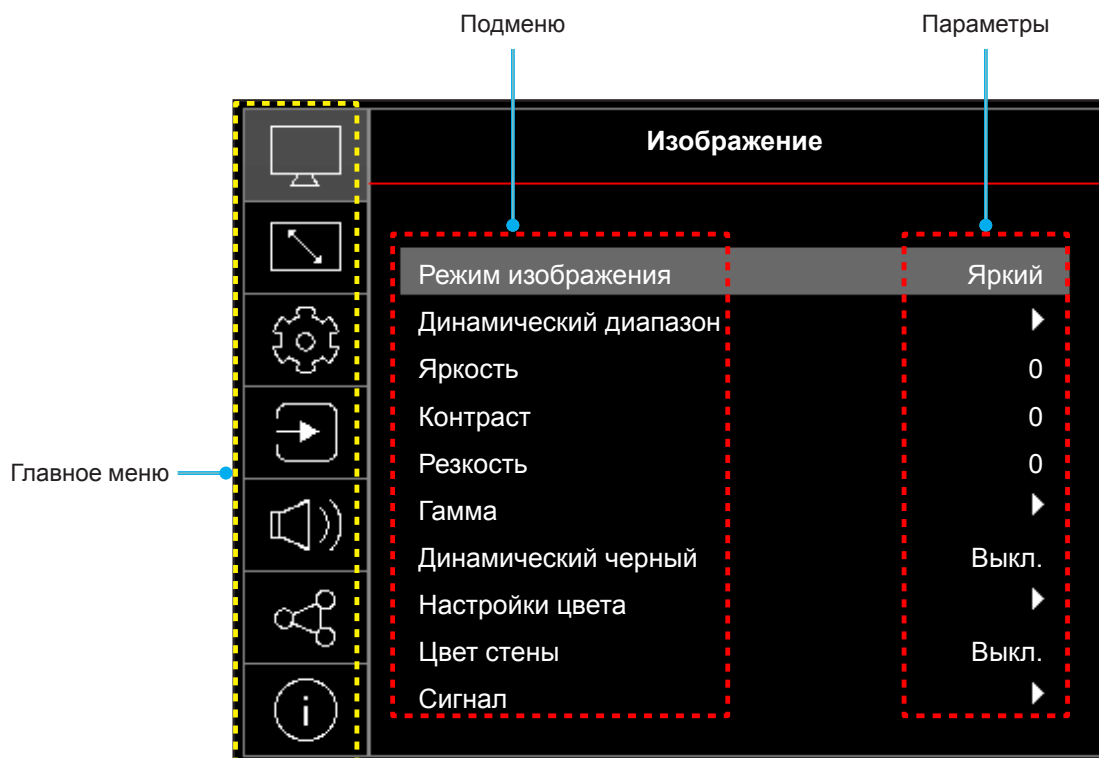 Подменю
Параметры
Изображение
Режим изображения Яркий
Динамический диапазон
Яркость 0
Контраст 0
Резкость 0
Главное меню
Гамма
Динамический черный Выкл.
Настройки цвета
Цвет стены Выкл.
Сигнал
i